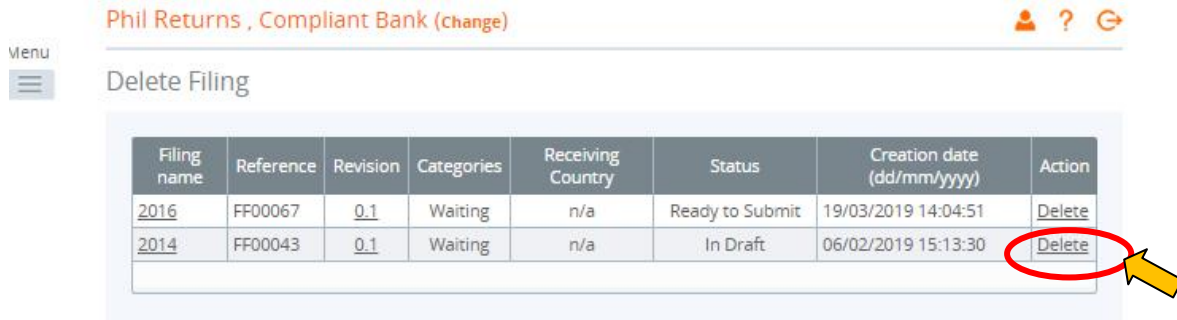 Phil Returns , Compliant Bank (Change)
?
Menu
Delete Filing
Filing name Reference Revision Categories Receiving Country Status Creation date (dd/mm/yyyy) Action
2016 FF00067 0.1 Waiting n/a Ready to Submit 19/03/2019 14:04:51 Delete
2014 FF00043 0.1 Waiting n/a In Draft 06/02/2019 15:13:30 Delete